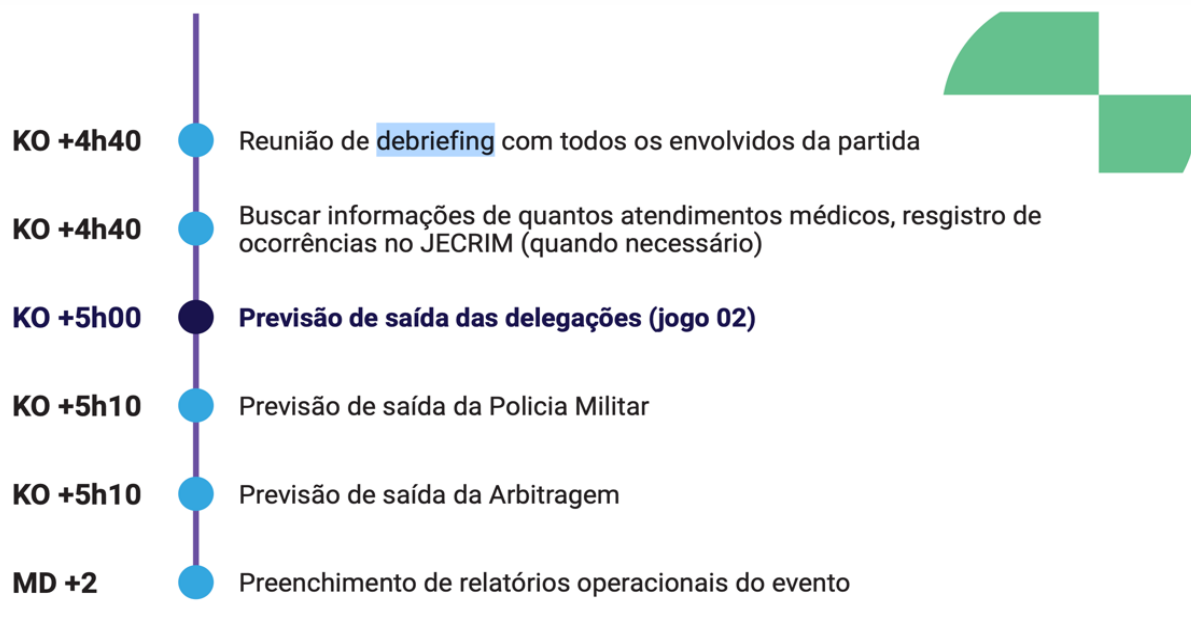 KO +4h40 Reunião de debriefing com todos os envolvidos da partida
KO +4h40 Buscar informações de quantos atendimentos médicos, resgistro de
ocorrências no JECRIM (quando necessário)
KO +5h00 Previsão de saída das delegações (jogo 02)
KO +5h10 Previsão de saída da Policia Militar
KO +5h10 Previsão de saída da Arbitragem
MD +2 Preenchimento de relatórios operacionais do evento